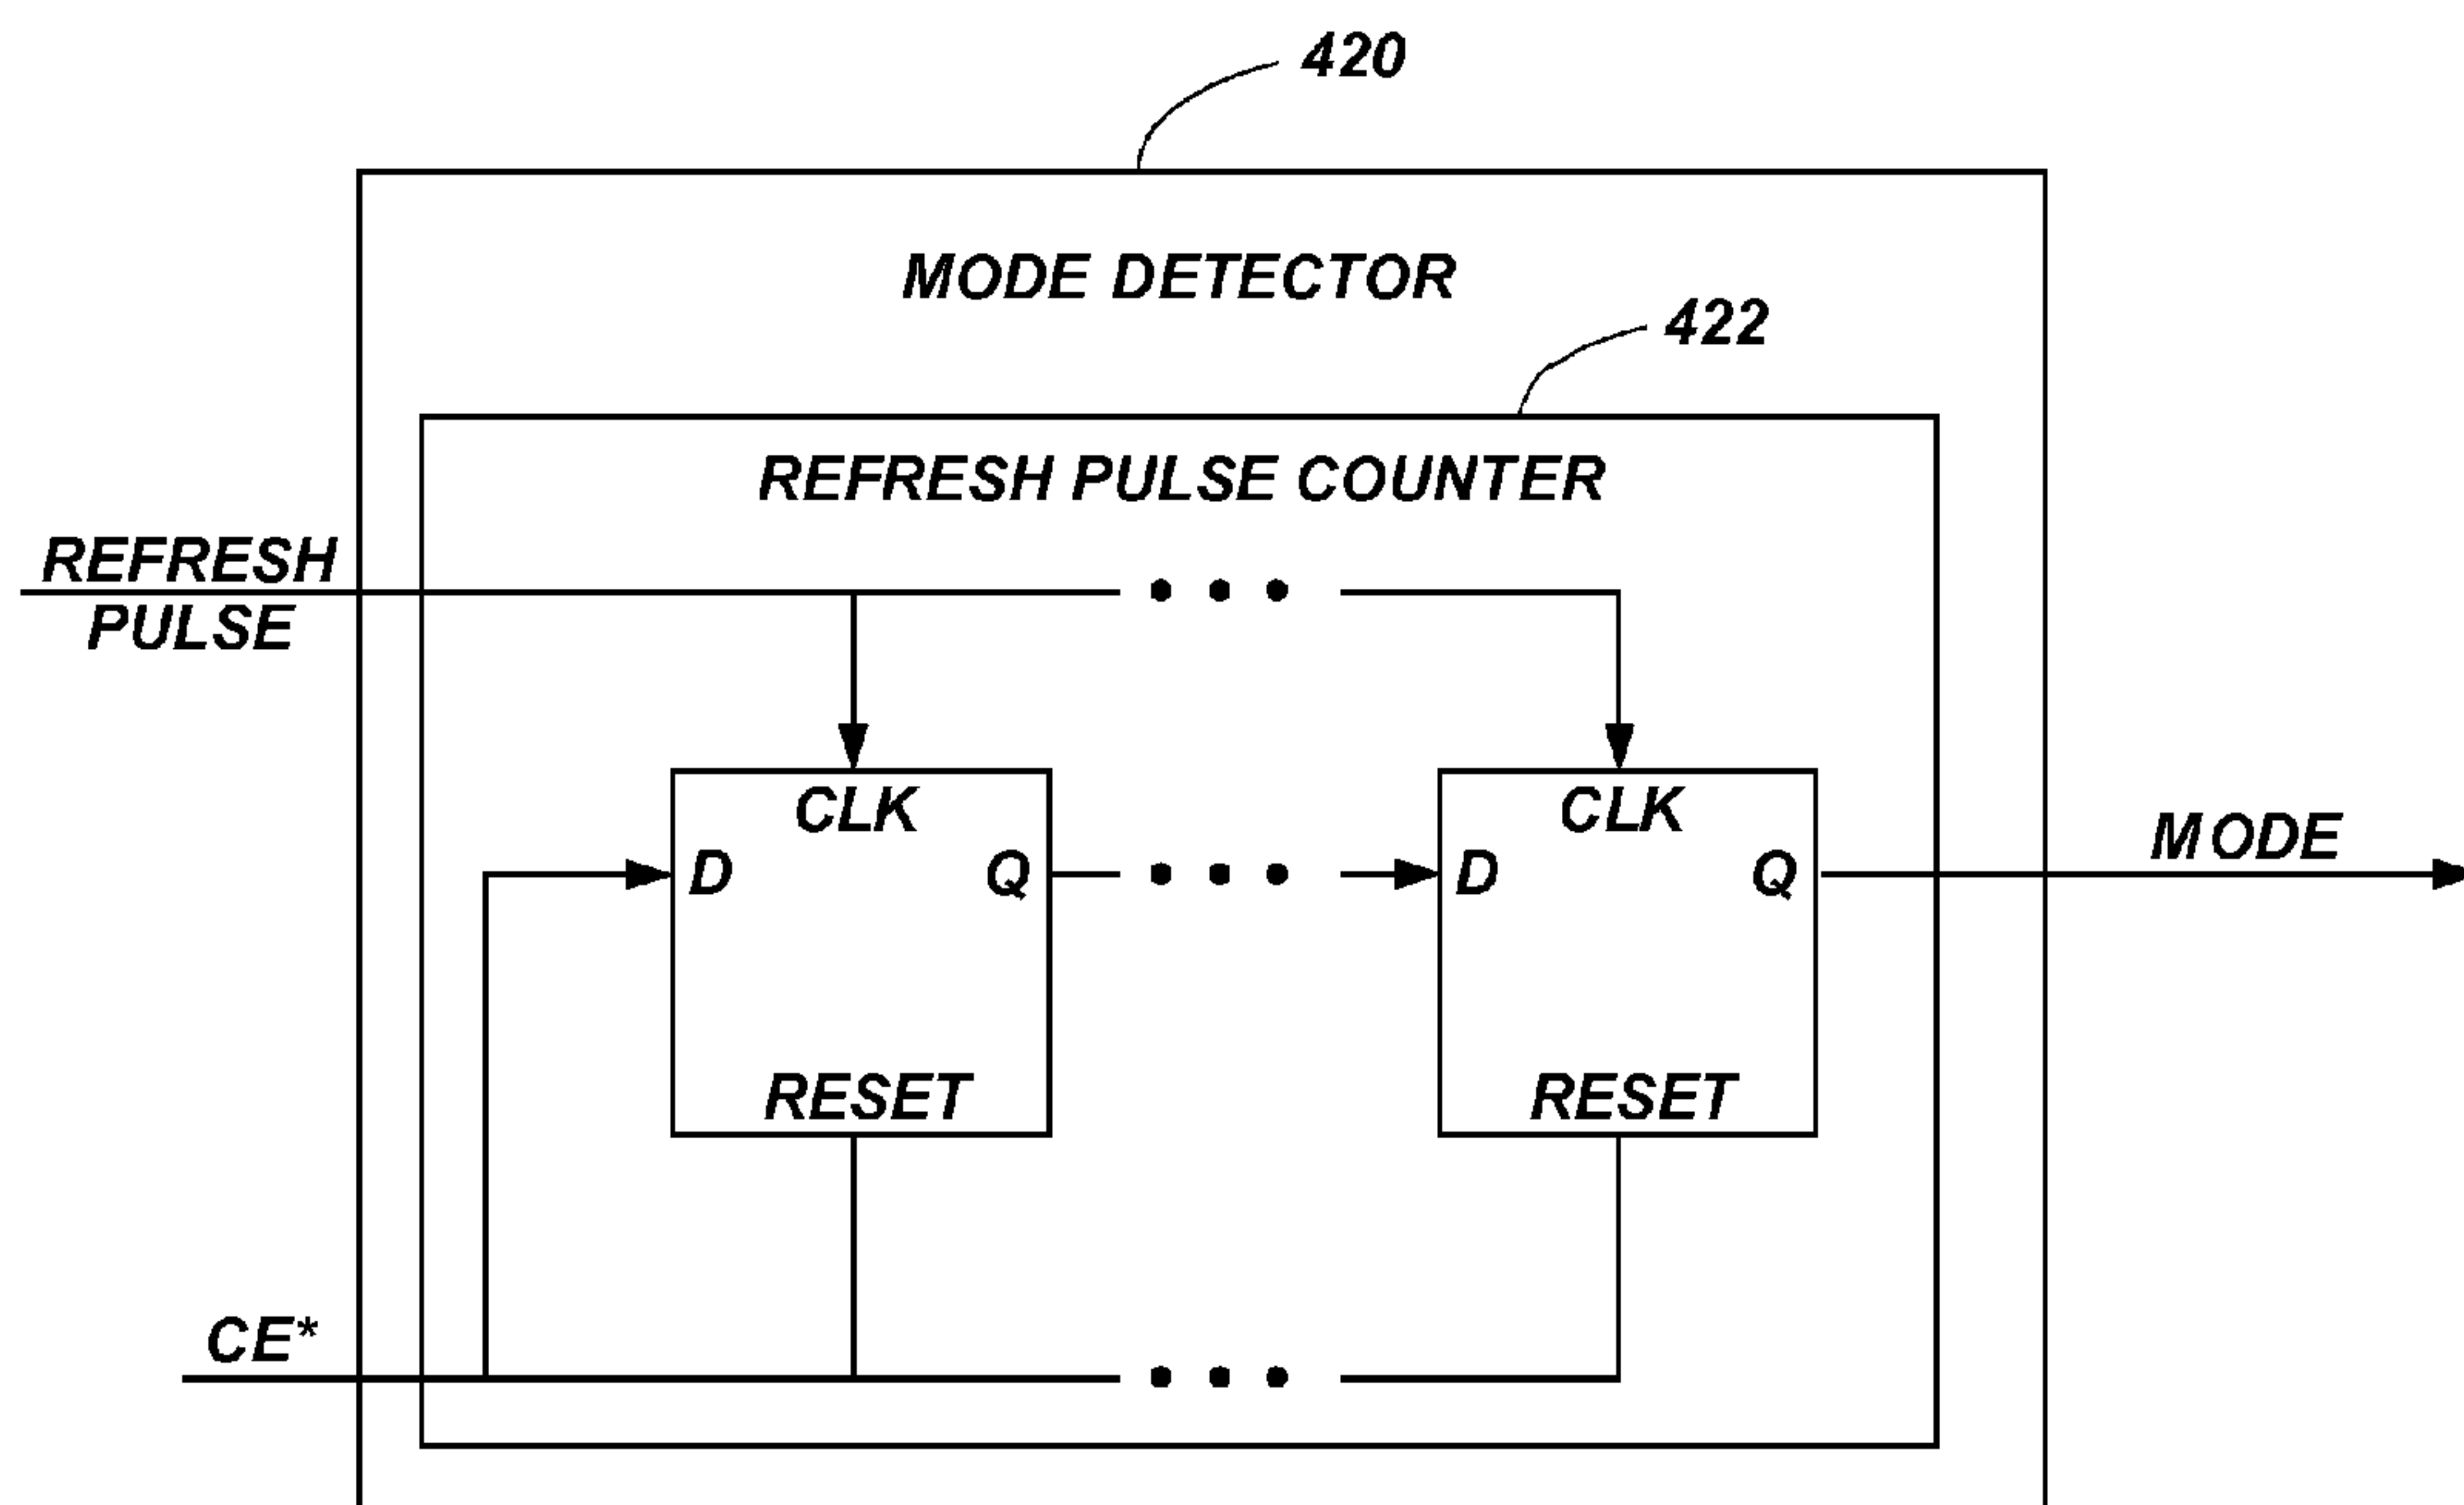 420
MODE DETECTOR
422
REFRESH PULSE COUNTER
REFRESH
PULSE
CLK
CLK
D
Q
D
Q
MODE
RESET
RESET
CE*